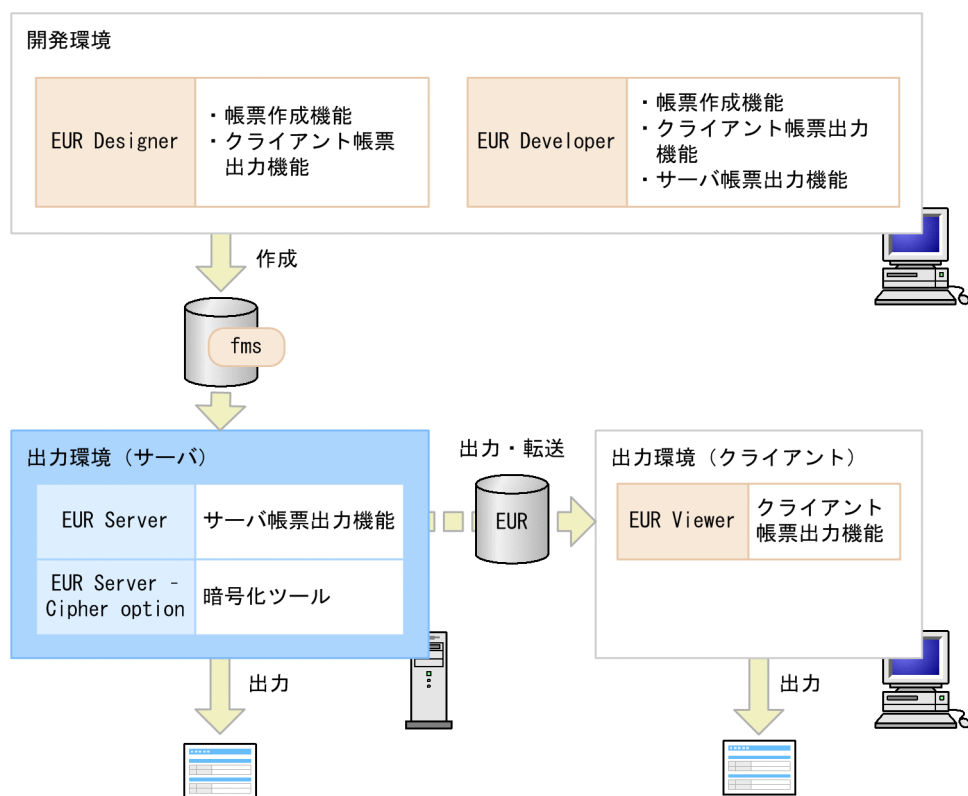 開発環境
EUR Designer
・帳票作成機能
・クライアント帳票
出力機能
EUR Developer
・帳票作成機能
・クライアント帳票出力
機能
・サーバ帳票出力機能
作成
fms
出力環境（サーバ）
EUR Server
サーバ帳票出力機能
EUR Server -
Cipher option
暗号化ツール
出力・転送
EUR
出力環境（クライアント）
EUR Viewer
クライアント
帳票出力機能
出力
出力